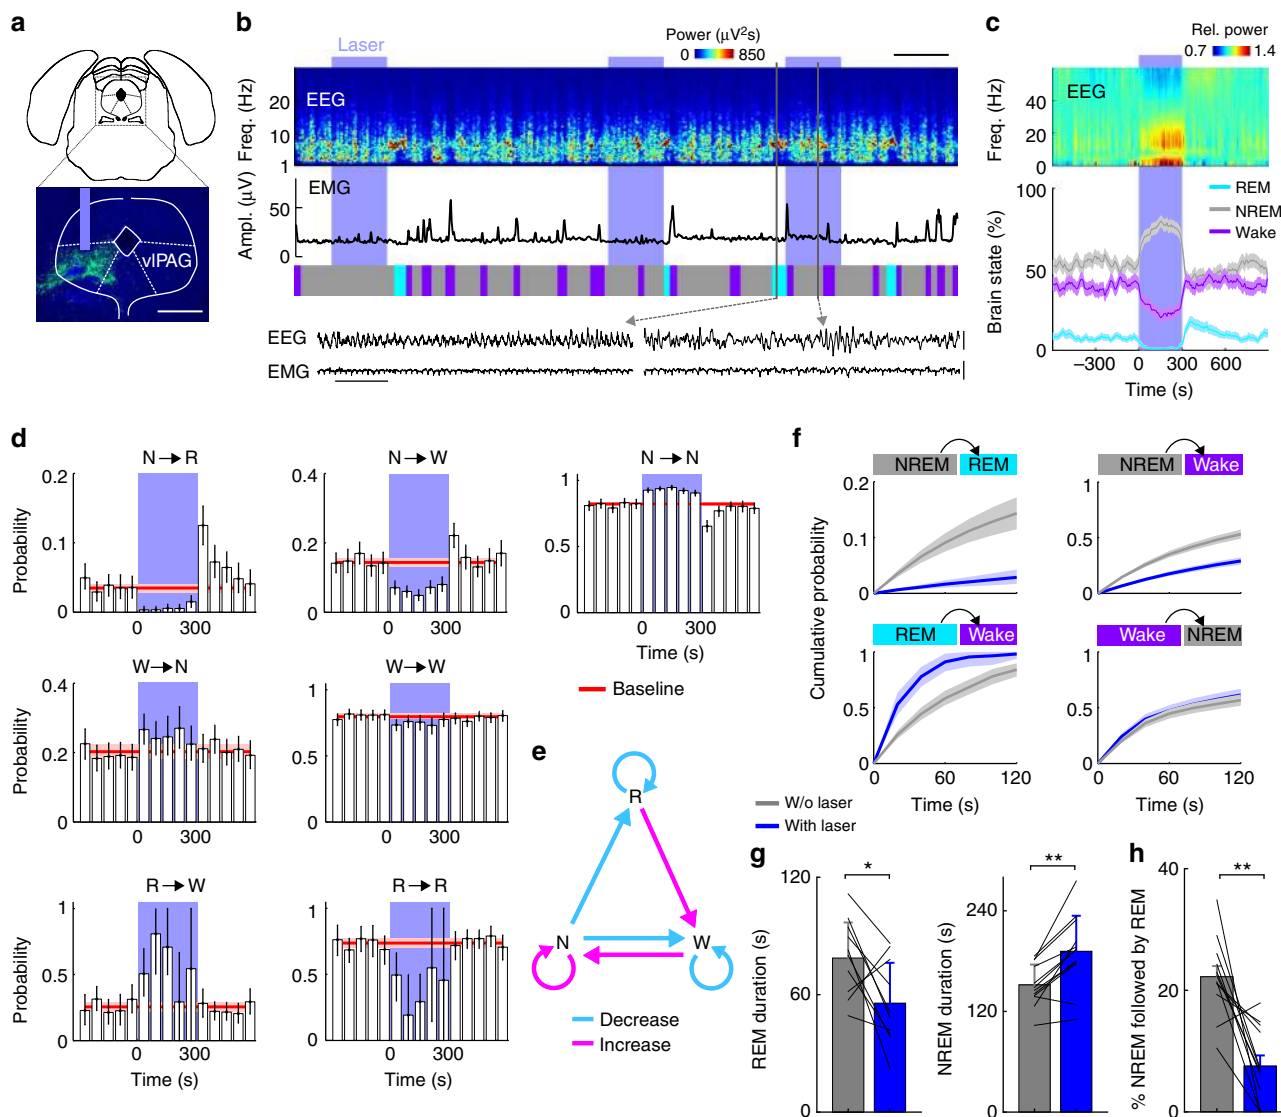 a
vlPAG
b
Laser
Power (μV²s)
0 850
EEG
Freq. (Hz)
20
10
1
EMG
Ampl. (μV)
50
0
EEG
EMG
c
Rel. power
0.7 1.4
EEG
Freq. (Hz)
40
20
0
REM
NREM
Wake
Brain state (%)
100
50
0
−300 0 300 600
Time (s)
d
N→R
Probability
0.2
0.1
0
0 300
N→W
0.4
0.2
0
0 300
N→N
1
0.5
0
0 300
Time (s)
Baseline
W→N
Probability
0.4
0.2
0
0 300
W→W
1
0.5
0
0 300
R→W
Probability
1
0.5
0
0 300
Time (s)
R→R
1
0.5
0
0 300
Time (s)
e
R
N W
Decrease
Increase
f
Cumulative probability
NREM REM
0.2
0.1
0
NREM Wake
1
0.5
0
REM Wake
1
0.5
0
0 60 120
Time (s)
Wake NREM
1
0.5
0
0 60 120
Time (s)
W/o laser
With laser
g
REM duration (s)
120
60
0
*
NREM duration (s)
240
120
0
**
h
% NREM followed by REM
40
20
0
**